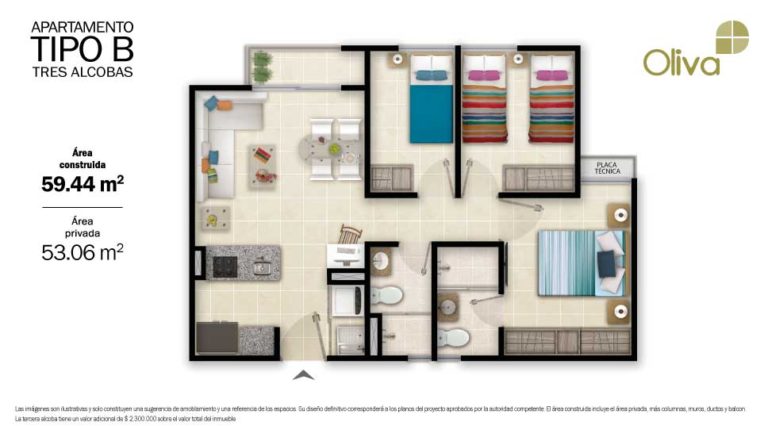 APARTAMENTO
TIPO B
TRES ALCOBAS
Oliva
Área
construida
59.44 m²
Área
privada
53.06 m²
PLACA
TÉCNICA
Las imágenes son ilustrativas y solo constituyen una sugerencia de amoblamiento y una referencia de los espacios. Su diseño definitivo corresponderá a los planos del proyecto aprobados por la autoridad competente. El área construida incluye el área privada, más columnas, muros, ductos y balcon.
La tercera alcoba tiene un valor adicional de $ 2.300.000 sobre el valor total del inmueble